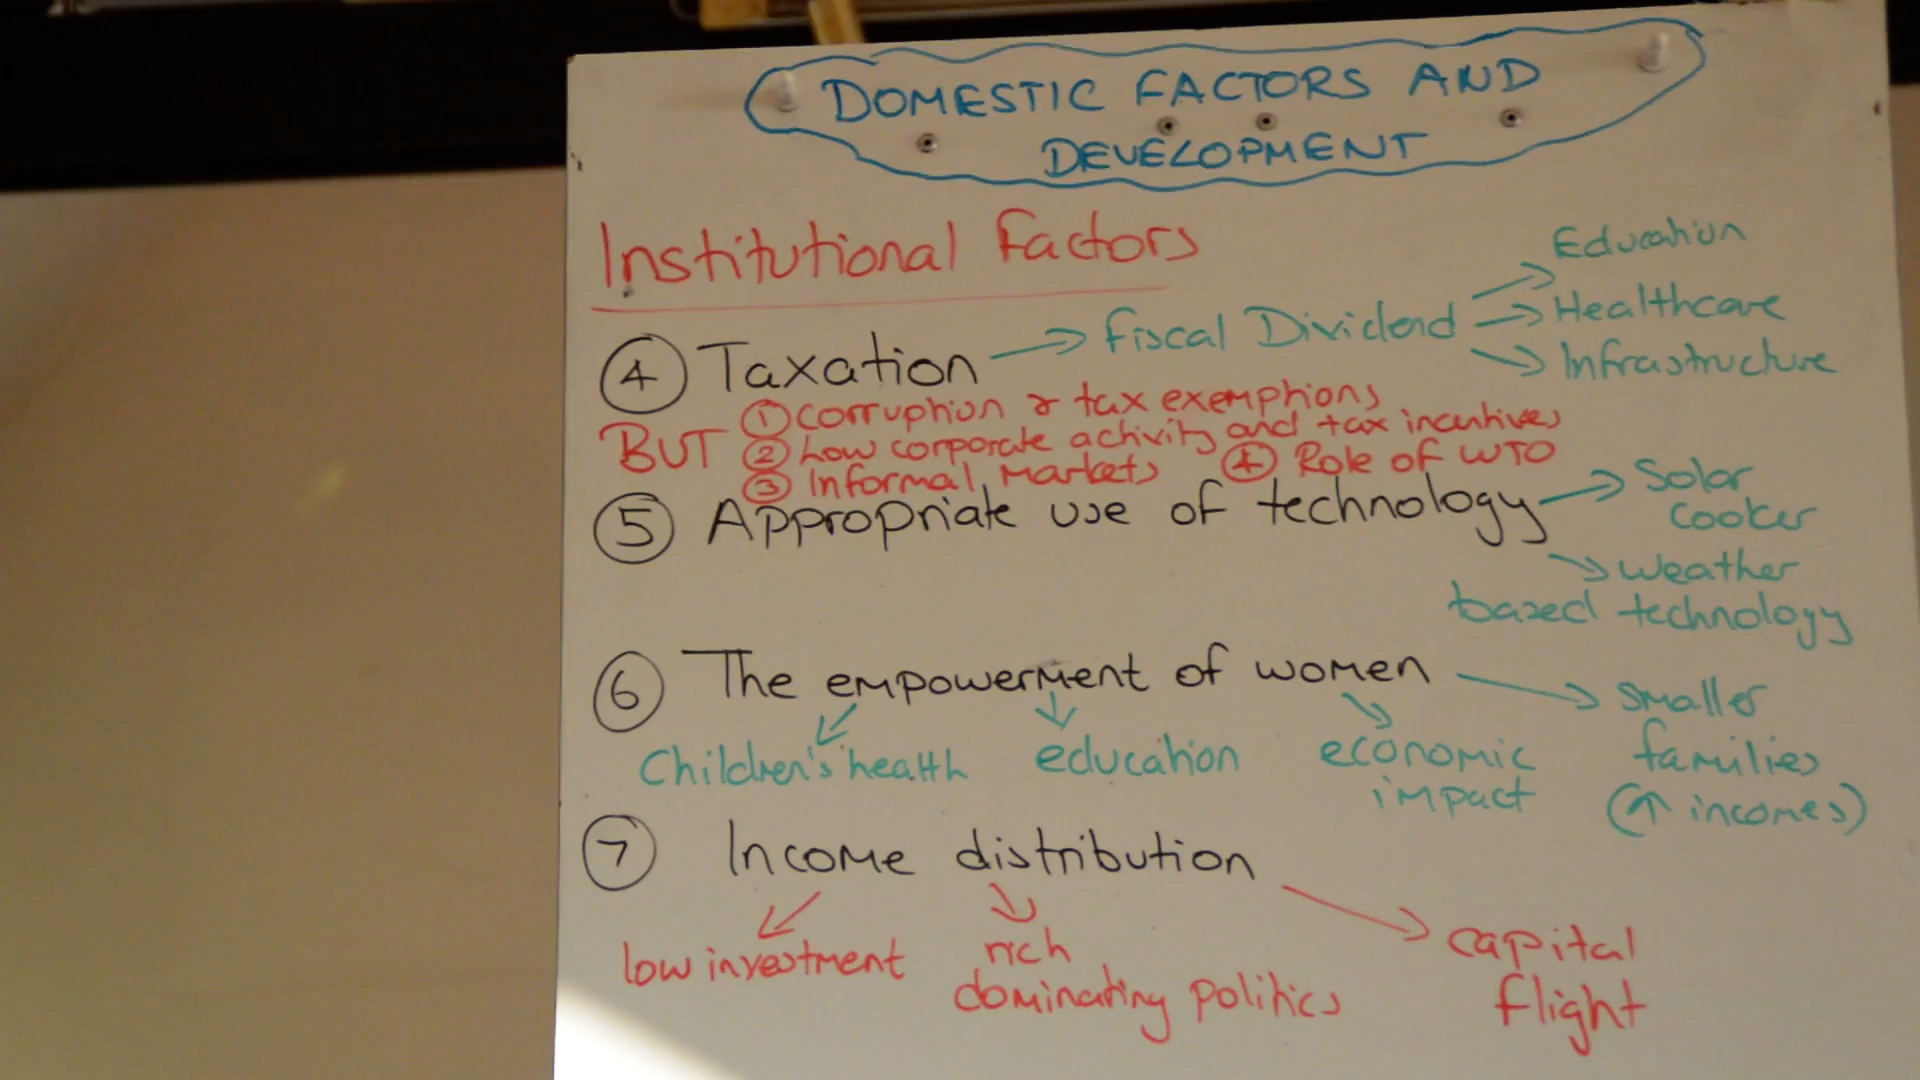 DOMESTIC FACTORS AND
DEVELOPMENT
Institutional Factors
④ Taxation → Fiscal Dividend → Education
→ Healthcare
→ Infrastructure
BUT ① corruption & tax exemptions
② Low corporate activity and tax incentives
③ Informal Markets ④ Role of WTO
⑤ Appropriate use of technology → Solar
cooker
→ weather
based technology
⑥ The empowerment of women → smaller
families
(↑ incomes)
Children's health
education
economic
impact
⑦ Income distribution
low investment
rich
dominating politics
capital
flight